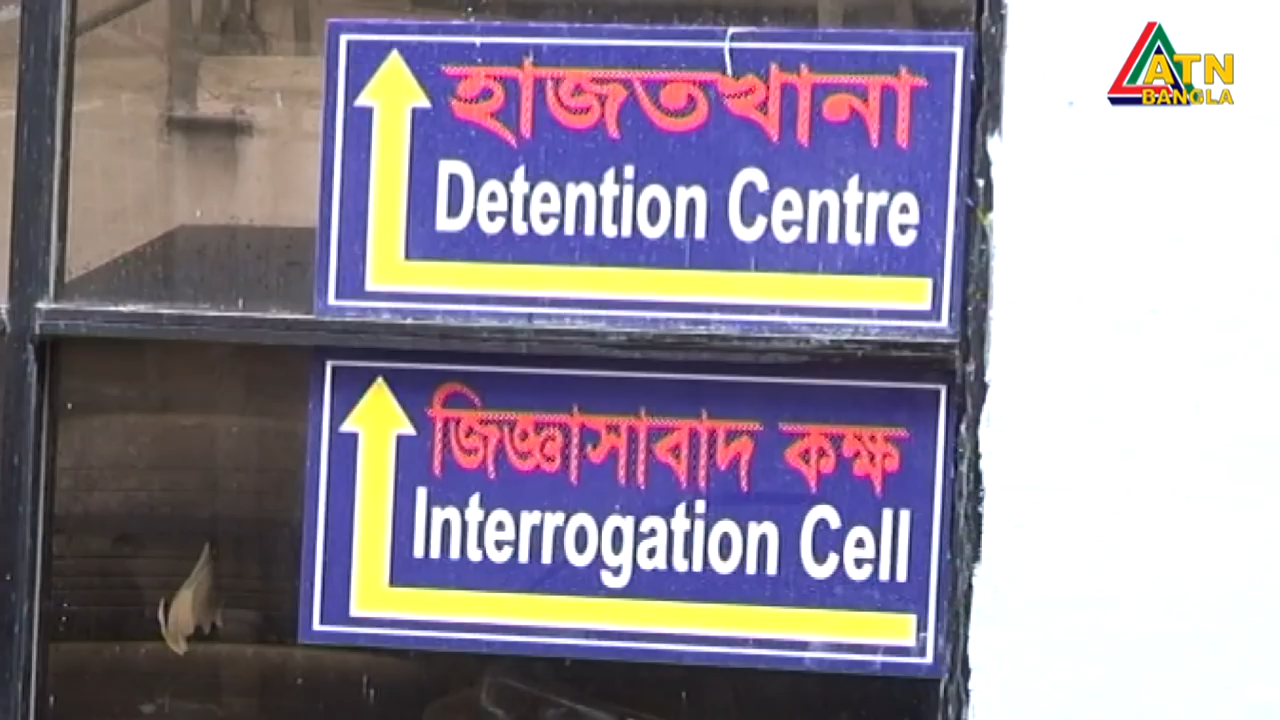 ATN
BANGLA
হাজতখানা
Detention Centre
জিজ্ঞাসাবাদ কক্ষ
Interrogation Cell